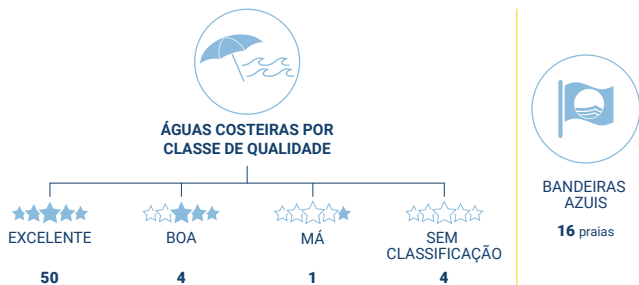 ÁGUAS COSTEIRAS POR
CLASSE DE QUALIDADE
EXCELENTE
50
BOA
4
MÁ
1
SEM
CLASSIFICAÇÃO
4
BANDEIRAS
AZUIS
16 praias